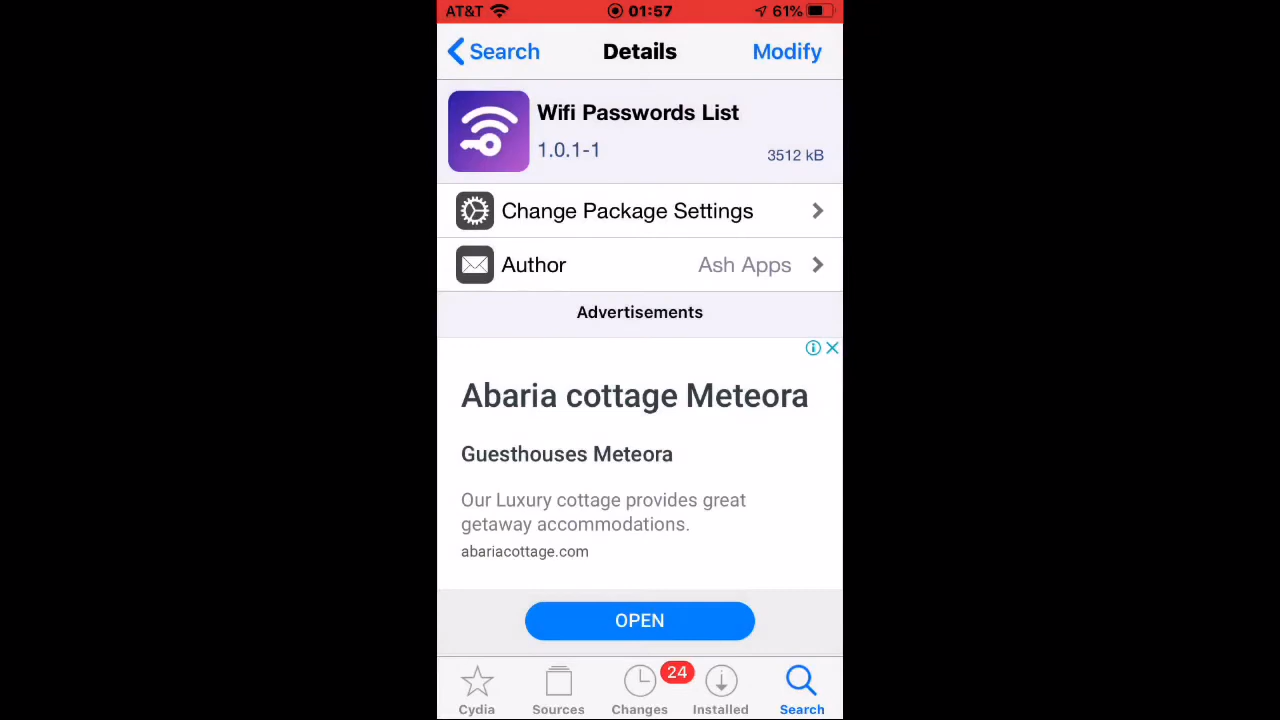 AT&T 01:57 61%
Search Details Modify
Wifi Passwords List
1.0.1-1 3512 kB
Change Package Settings
Author Ash Apps
Advertisements
Abaria cottage Meteora
Guesthouses Meteora
Our Luxury cottage provides great
getaway accommodations.
abariacottage.com
OPEN
24
Cydia Sources Changes Installed Search